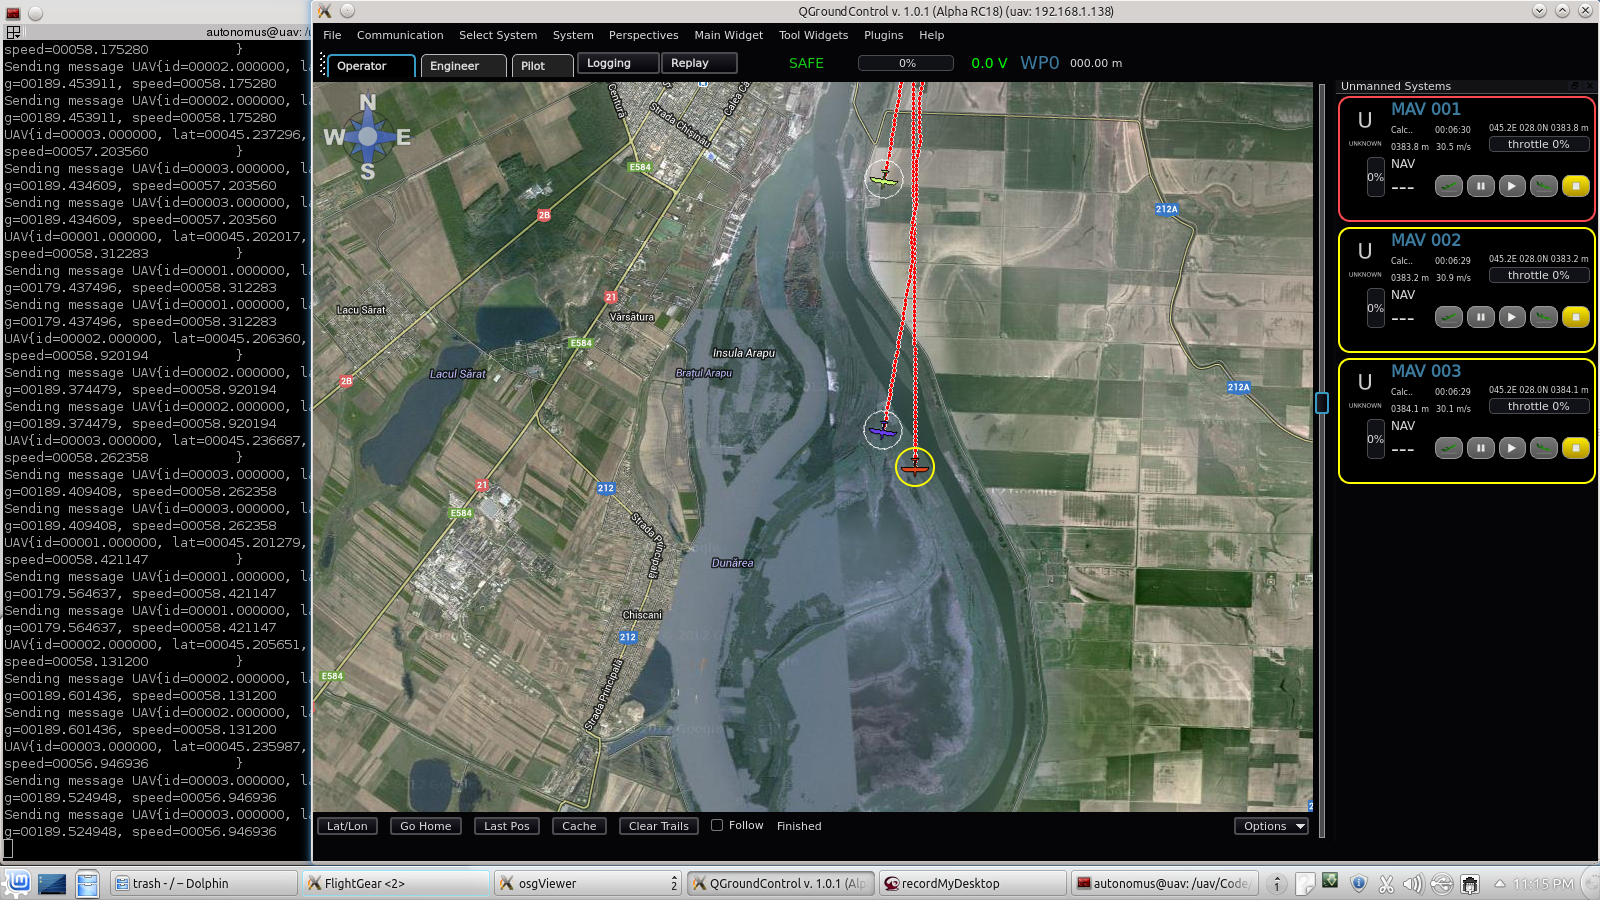 autonomus@uav: /u
speed=00058.175280 }
Sending message UAV{id=00002.000000, l
g=00189.453911, speed=00058.175280
Sending message UAV{id=00002.000000, l
g=00189.453911, speed=00058.175280
UAV{id=00003.000000, lat=00045.237296,
speed=00057.203560 }
Sending message UAV{id=00003.000000, l
g=00189.434609, speed=00057.203560
Sending message UAV{id=00003.000000, l
g=00189.434609, speed=00057.203560
UAV{id=00001.000000, lat=00045.202017,
speed=00058.312283 }
Sending message UAV{id=00001.000000, l
g=00179.437496, speed=00058.312283
Sending message UAV{id=00001.000000, l
g=00179.437496, speed=00058.312283
UAV{id=00002.000000, lat=00045.206360,
speed=00058.920194 }
Sending message UAV{id=00002.000000, l
g=00189.374479, speed=00058.920194
Sending message UAV{id=00002.000000, l
g=00189.374479, speed=00058.920194
UAV{id=00003.000000, lat=00045.236687,
speed=00058.262358 }
Sending message UAV{id=00003.000000, l
g=00189.409408, speed=00058.262358
Sending message UAV{id=00003.000000, l
g=00189.409408, speed=00058.262358
UAV{id=00001.000000, lat=00045.201279,
speed=00058.421147 }
Sending message UAV{id=00001.000000, l
g=00179.564637, speed=00058.421147
Sending message UAV{id=00001.000000, l
g=00179.564637, speed=00058.421147
UAV{id=00002.000000, lat=00045.205651,
speed=00058.131200 }
Sending message UAV{id=00002.000000, l
g=00189.601436, speed=00058.131200
Sending message UAV{id=00002.000000, l
g=00189.601436, speed=00058.131200
UAV{id=00003.000000, lat=00045.235987,
speed=00056.946936 }
Sending message UAV{id=00003.000000, l
g=00189.524948, speed=00056.946936
Sending message UAV{id=00003.000000, l
g=00189.524948, speed=00056.946936
QGroundControl v. 1.0.1 (Alpha RC18) (uav: 192.168.1.138)
File Communication Select System System Perspectives Main Widget Tool Widgets Plugins Help
Operator Engineer Pilot Logging Replay SAFE 0% 0.0 V WP0 000.00 m
N
W E
S
Centură
Strada Chișinău
Calea Că
E584
2B
212A
21
Lacu Sărat
Vărsătura
E584
Insula Arapu
Brațul Arapu
Lacul Sărat
2B
212A
21
212
E584
Strada Principală
Dunărea
Chiscani
212
E584
Strada Principală
Lat/Lon Go Home Last Pos Cache Clear Trails Follow Finished Options
Unmanned Systems
MAV 001
U
UNKNOWN
Calc.. 00:06:30 045.2E 028.0N 0383.8 m
0383.8 m 30.5 m/s throttle 0%
NAV
0%
---
MAV 002
U
UNKNOWN
Calc.. 00:06:29 045.2E 028.0N 0383.2 m
0383.2 m 30.9 m/s throttle 0%
NAV
0%
---
MAV 003
U
UNKNOWN
Calc.. 00:06:29 045.2E 028.0N 0384.1 m
0384.1 m 30.1 m/s throttle 0%
NAV
0%
---
trash - / – Dolphin FlightGear <2> osgViewer 2 QGroundControl v. 1.0.1 (Alp recordMyDesktop autonomus@uav: /uav/Code/ 1 11:15 PM